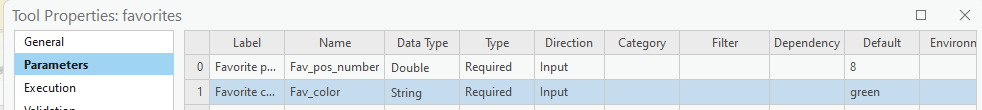 Tool Properties: favorites
General
Parameters
Execution
Validation
Label Name Data Type Type Direction Category Filter Dependency Default Environm
0 Favorite p... Fav_pos_number Double Required Input 8
1 Favorite c... Fav_color String Required Input green